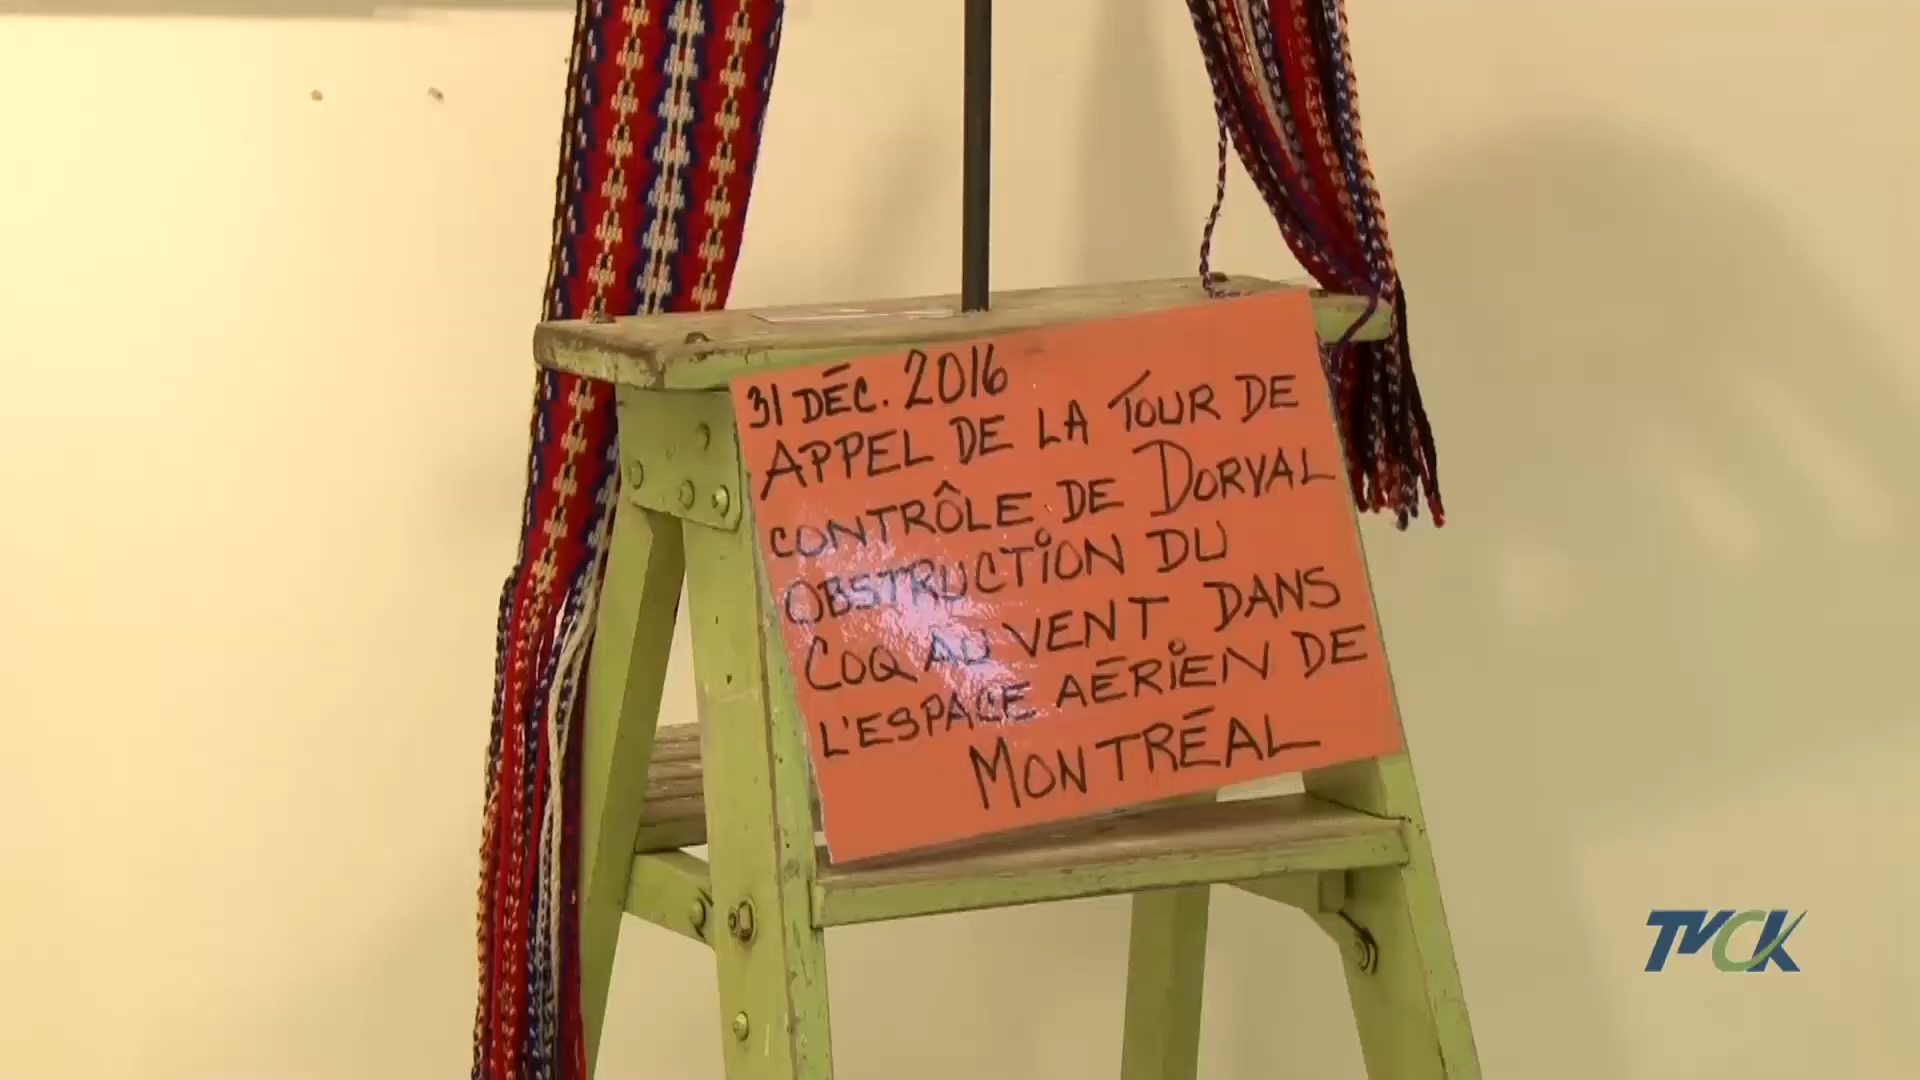 31 DÉC. 2016
APPEL DE LA TOUR DE
CONTRÔLE DE DORVAL
OBSTRUCTION DU
COQ AU VENT DANS
L'ESPACE AÉRIEN DE
MONTRÉAL
TVCK